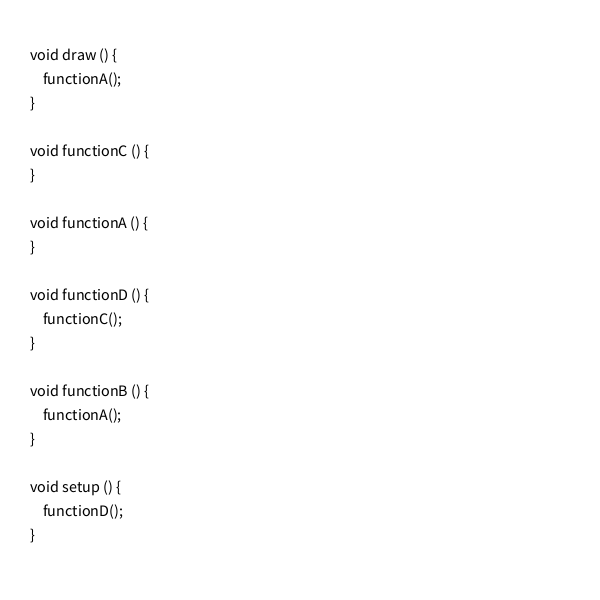 void draw () {
functionA();
}
void functionC () {
}
void functionA () {
}
void functionD () {
functionC();
}
void functionB () {
functionA();
}
void setup () {
functionD();
}